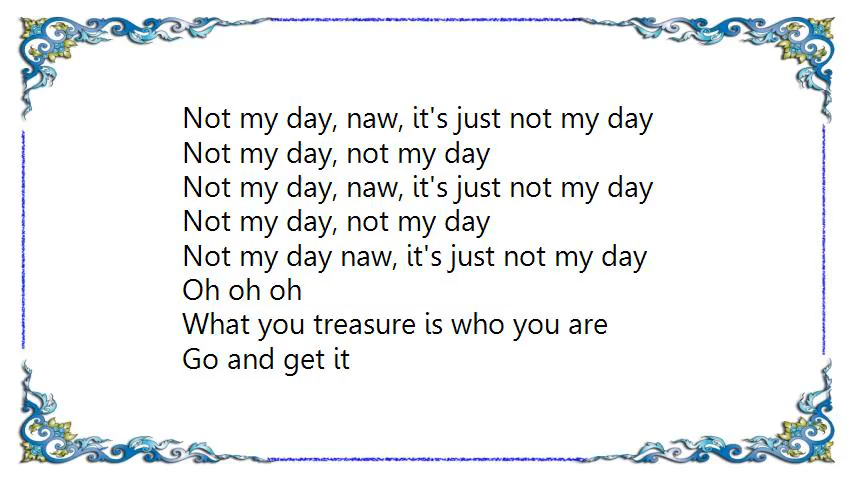 Not my day, naw, it's just not my day
Not my day, not my day
Not my day, naw, it's just not my day
Not my day, not my day
Not my day naw, it's just not my day
Oh oh oh
What you treasure is who you are
Go and get it